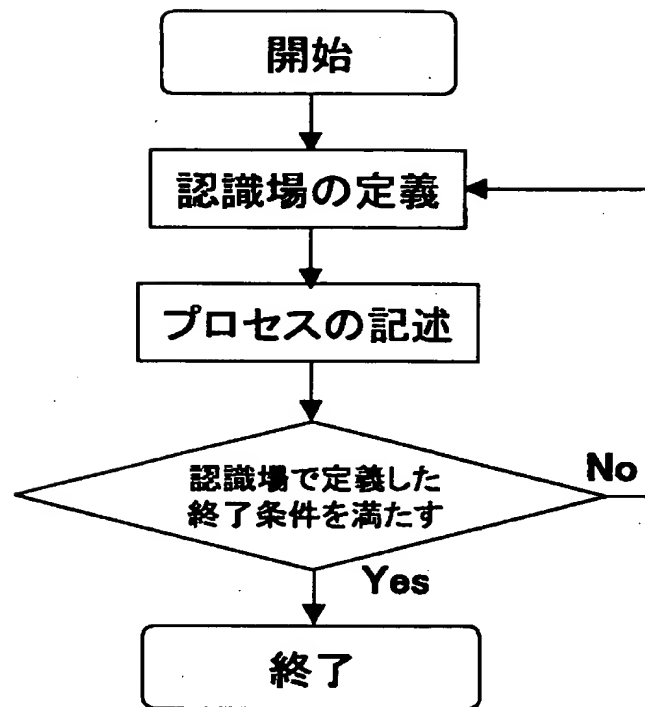 開始
認識場の定義
プロセスの記述
認識場で定義した
終了条件を満たす
No
Yes
終了